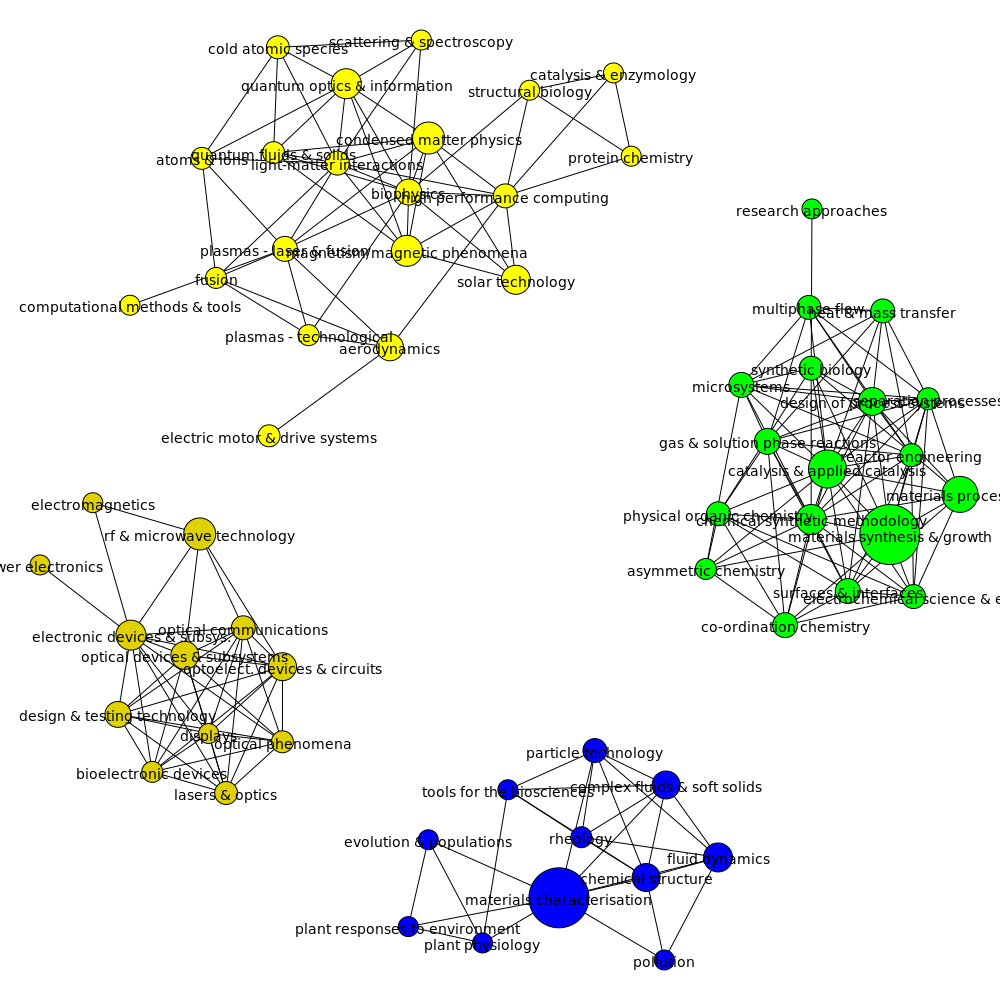 scattering & spectroscopy
cold atomic species
catalysis & enzymology
quantum optics & information
structural biology
condensed matter physics
quantum fluids & solids
atoms & ions
protein chemistry
light-matter interactions
biophysics
high performance computing
research approaches
plasmas - laser & fusion
magnetism/magnetic phenomena
fusion
solar technology
computational methods & tools
multiphase flow
heat & mass transfer
plasmas - technological
aerodynamics
synthetic biology
microsystems
design of process systems
separation processes
electric motor & drive systems
gas & solution phase reactions
reactor engineering
catalysis & applied catalysis
materials proces
electromagnetics
physical organic chemistry
chemical synthetic methodology
rf & microwave technology
materials synthesis & growth
wer electronics
asymmetric chemistry
surfaces & interfaces
electrochemical science & e
co-ordination chemistry
optical communications
electronic devices & subsys.
optical devices & subsystems
optoelect. devices & circuits
design & testing technology
displays
optical phenomena
particle technology
bioelectronic devices
complex fluids & soft solids
tools for the biosciences
lasers & optics
rheology
evolution & populations
fluid dynamics
chemical structure
materials characterisation
plant responses to environment
plant physiology
pollution